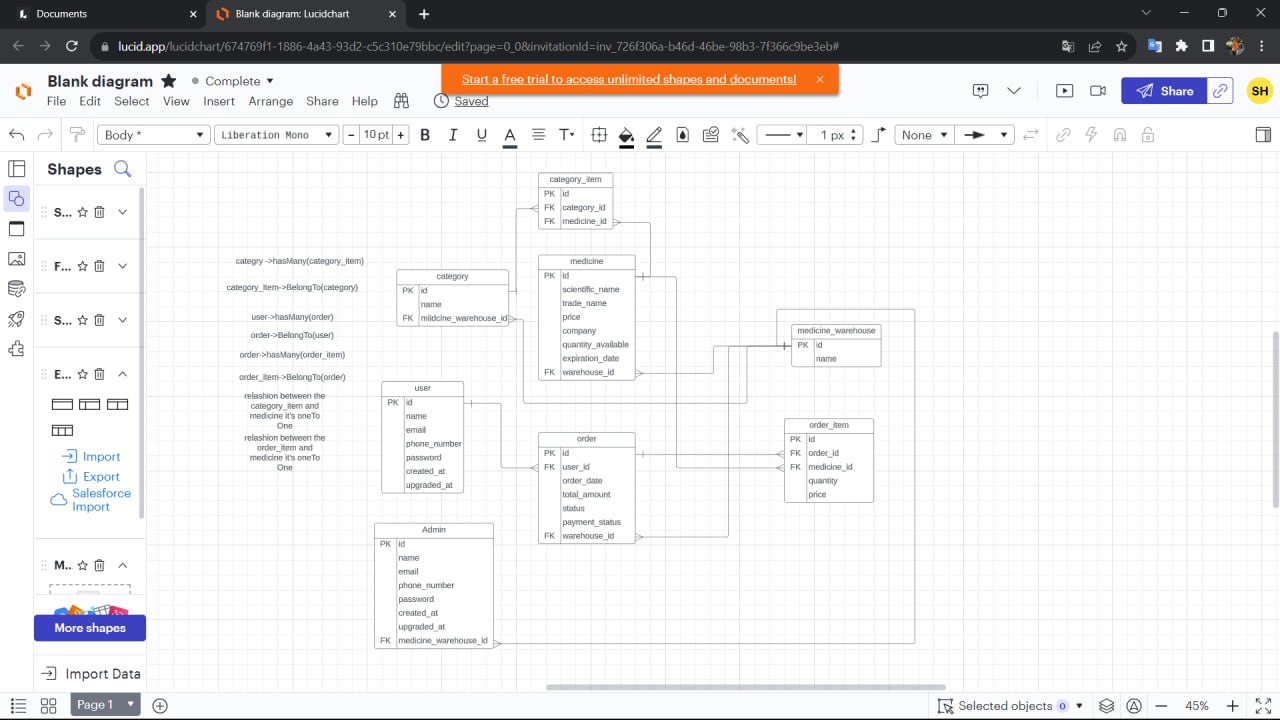 Documents
Blank diagram: Lucidchart
lucid.app/lucidchart/674769f1-1886-4a43-93d2-c5c310e79bbc/edit?page=0_0&invitationId=inv_726f306a-b46d-46be-98b3-7f366c9be3eb#
Blank diagram
Complete
Start a free trial to access unlimited shapes and documents!
File Edit Select View Insert Arrange Share Help
Saved
Share
SH
Body *
Liberation Mono
10 pt
B I U A T
1 px
None
Shapes
S...
F...
S...
E...
Import
Export
Salesforce
Import
M...
More shapes
Import Data
categry ->hasMany(category_item)
category_item->BelongTo(category)
user->hasMany(order)
order->BelongTo(user)
order->hasMany(order_item)
order_item->BelongTo(order)
relashion between the
category_item and
medicine it's oneTo
One
relashion between the
order_item and
medicine it's oneTo
One
category_item
PK id
FK category_id
FK medicine_id
category
PK id
name
FK miidcine_warehouse_id
medicine
PK id
scientific_name
trade_name
price
company
quantity_available
expiration_date
FK warehouse_id
medicine_warehouse
PK id
name
user
PK id
name
email
phone_number
password
created_at
upgraded_at
order
PK id
FK user_id
order_date
total_amount
status
payment_status
FK warehouse_id
order_item
PK id
FK order_id
FK medicine_id
quantity
price
Admin
PK id
name
email
phone_number
password
created_at
upgraded_at
FK medicine_warehouse_id
Page 1
Selected objects 0
45%